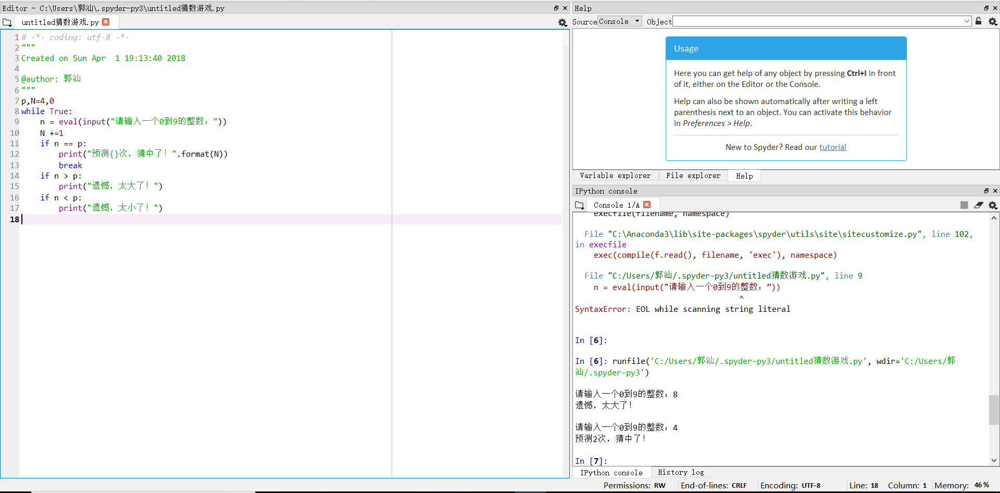 Editor - C:\Users\郭汕\.spyder-py3\untitled猜数游戏.py
untitled猜数游戏.py
1 # -*- coding: utf-8 -*-
2 """
3 Created on Sun Apr  1 19:13:40 2018
4
5 @author: 郭汕
6 """
7 p,N=4,0
8 while True:
9     n = eval(input("请输入一个0到9的整数："))
10     N +=1
11     if n == p:
12         print("预测{}次，猜中了！".format(N))
13         break
14     if n > p:
15         print("遗憾，太大了！")
16     if n < p:
17         print("遗憾，太小了！")
18
Help
Source Console Object
Usage
Here you can get help of any object by pressing Ctrl+I in front
of it, either on the Editor or the Console.
Help can also be shown automatically after writing a left
parenthesis next to an object. You can activate this behavior
in Preferences > Help.
New to Spyder? Read our tutorial
Variable explorer File explorer Help
IPython console
Console 1/A
execfile(filename, namespace)
File "C:\Anaconda3\lib\site-packages\spyder\utils\site\sitecustomize.py", line 102,
in execfile
exec(compile(f.read(), filename, 'exec'), namespace)
File "C:/Users/郭汕/.spyder-py3/untitled猜数游戏.py", line 9
n = eval(input("请输入一个0到9的整数：”))
^
SyntaxError: EOL while scanning string literal
In [6]:
In [6]: runfile('C:/Users/郭汕/.spyder-py3/untitled猜数游戏.py', wdir='C:/Users/郭
汕/.spyder-py3')
请输入一个0到9的整数：8
遗憾，太大了！
请输入一个0到9的整数：4
预测2次，猜中了！
In [7]:
IPython console History log
Permissions: RW End-of-lines: CRLF Encoding: UTF-8 Line: 18 Column: 1 Memory: 46 %